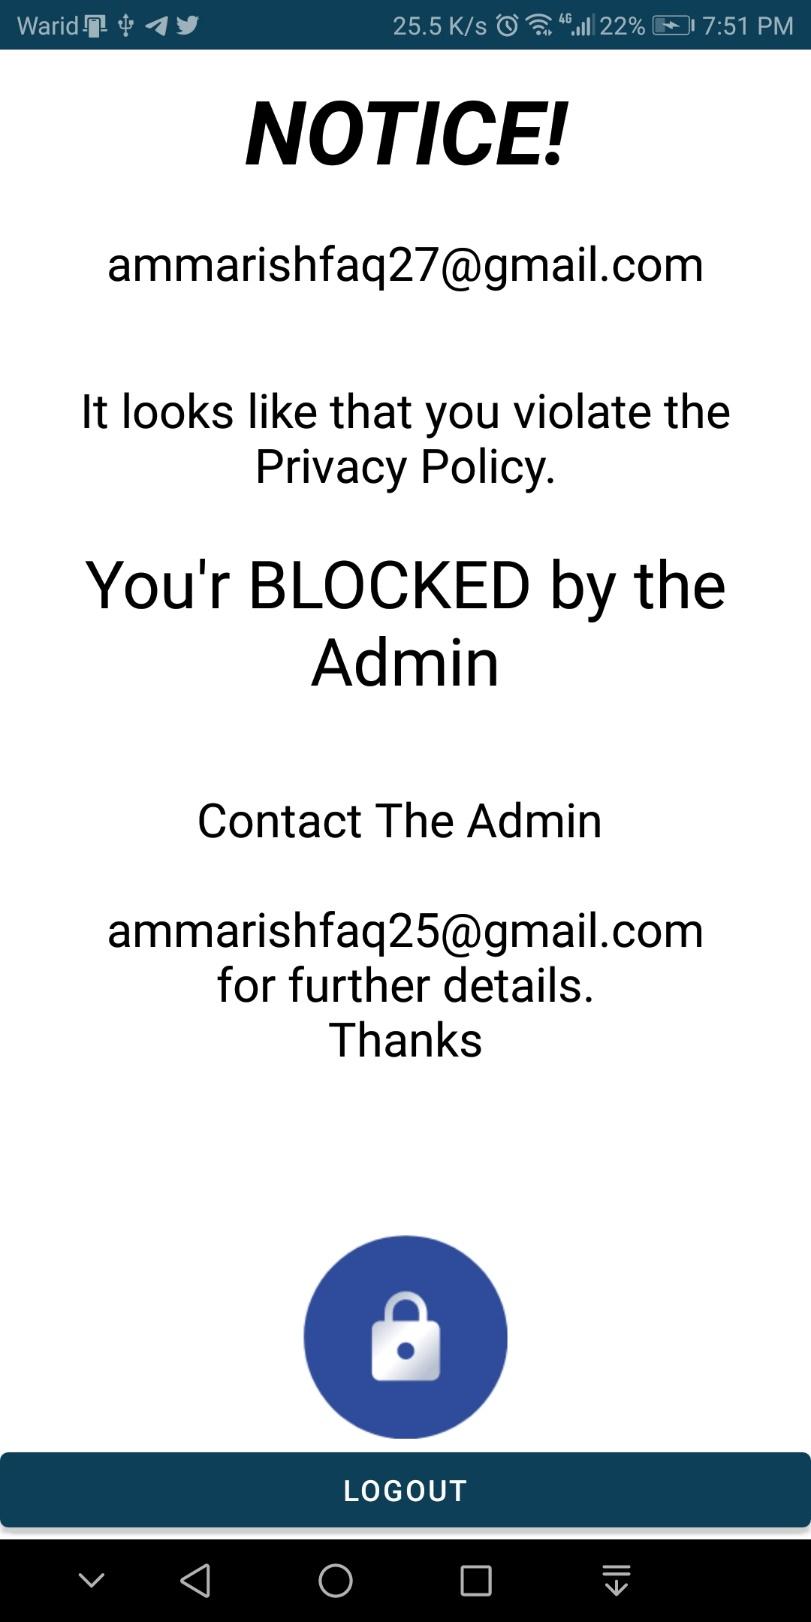 Warid 25.5 K/s 4G 22% 7:51 PM
NOTICE!
ammarishfaq27@gmail.com
It looks like that you violate the
Privacy Policy.
You'r BLOCKED by the
Admin
Contact The Admin
ammarishfaq25@gmail.com
for further details.
Thanks
LOGOUT